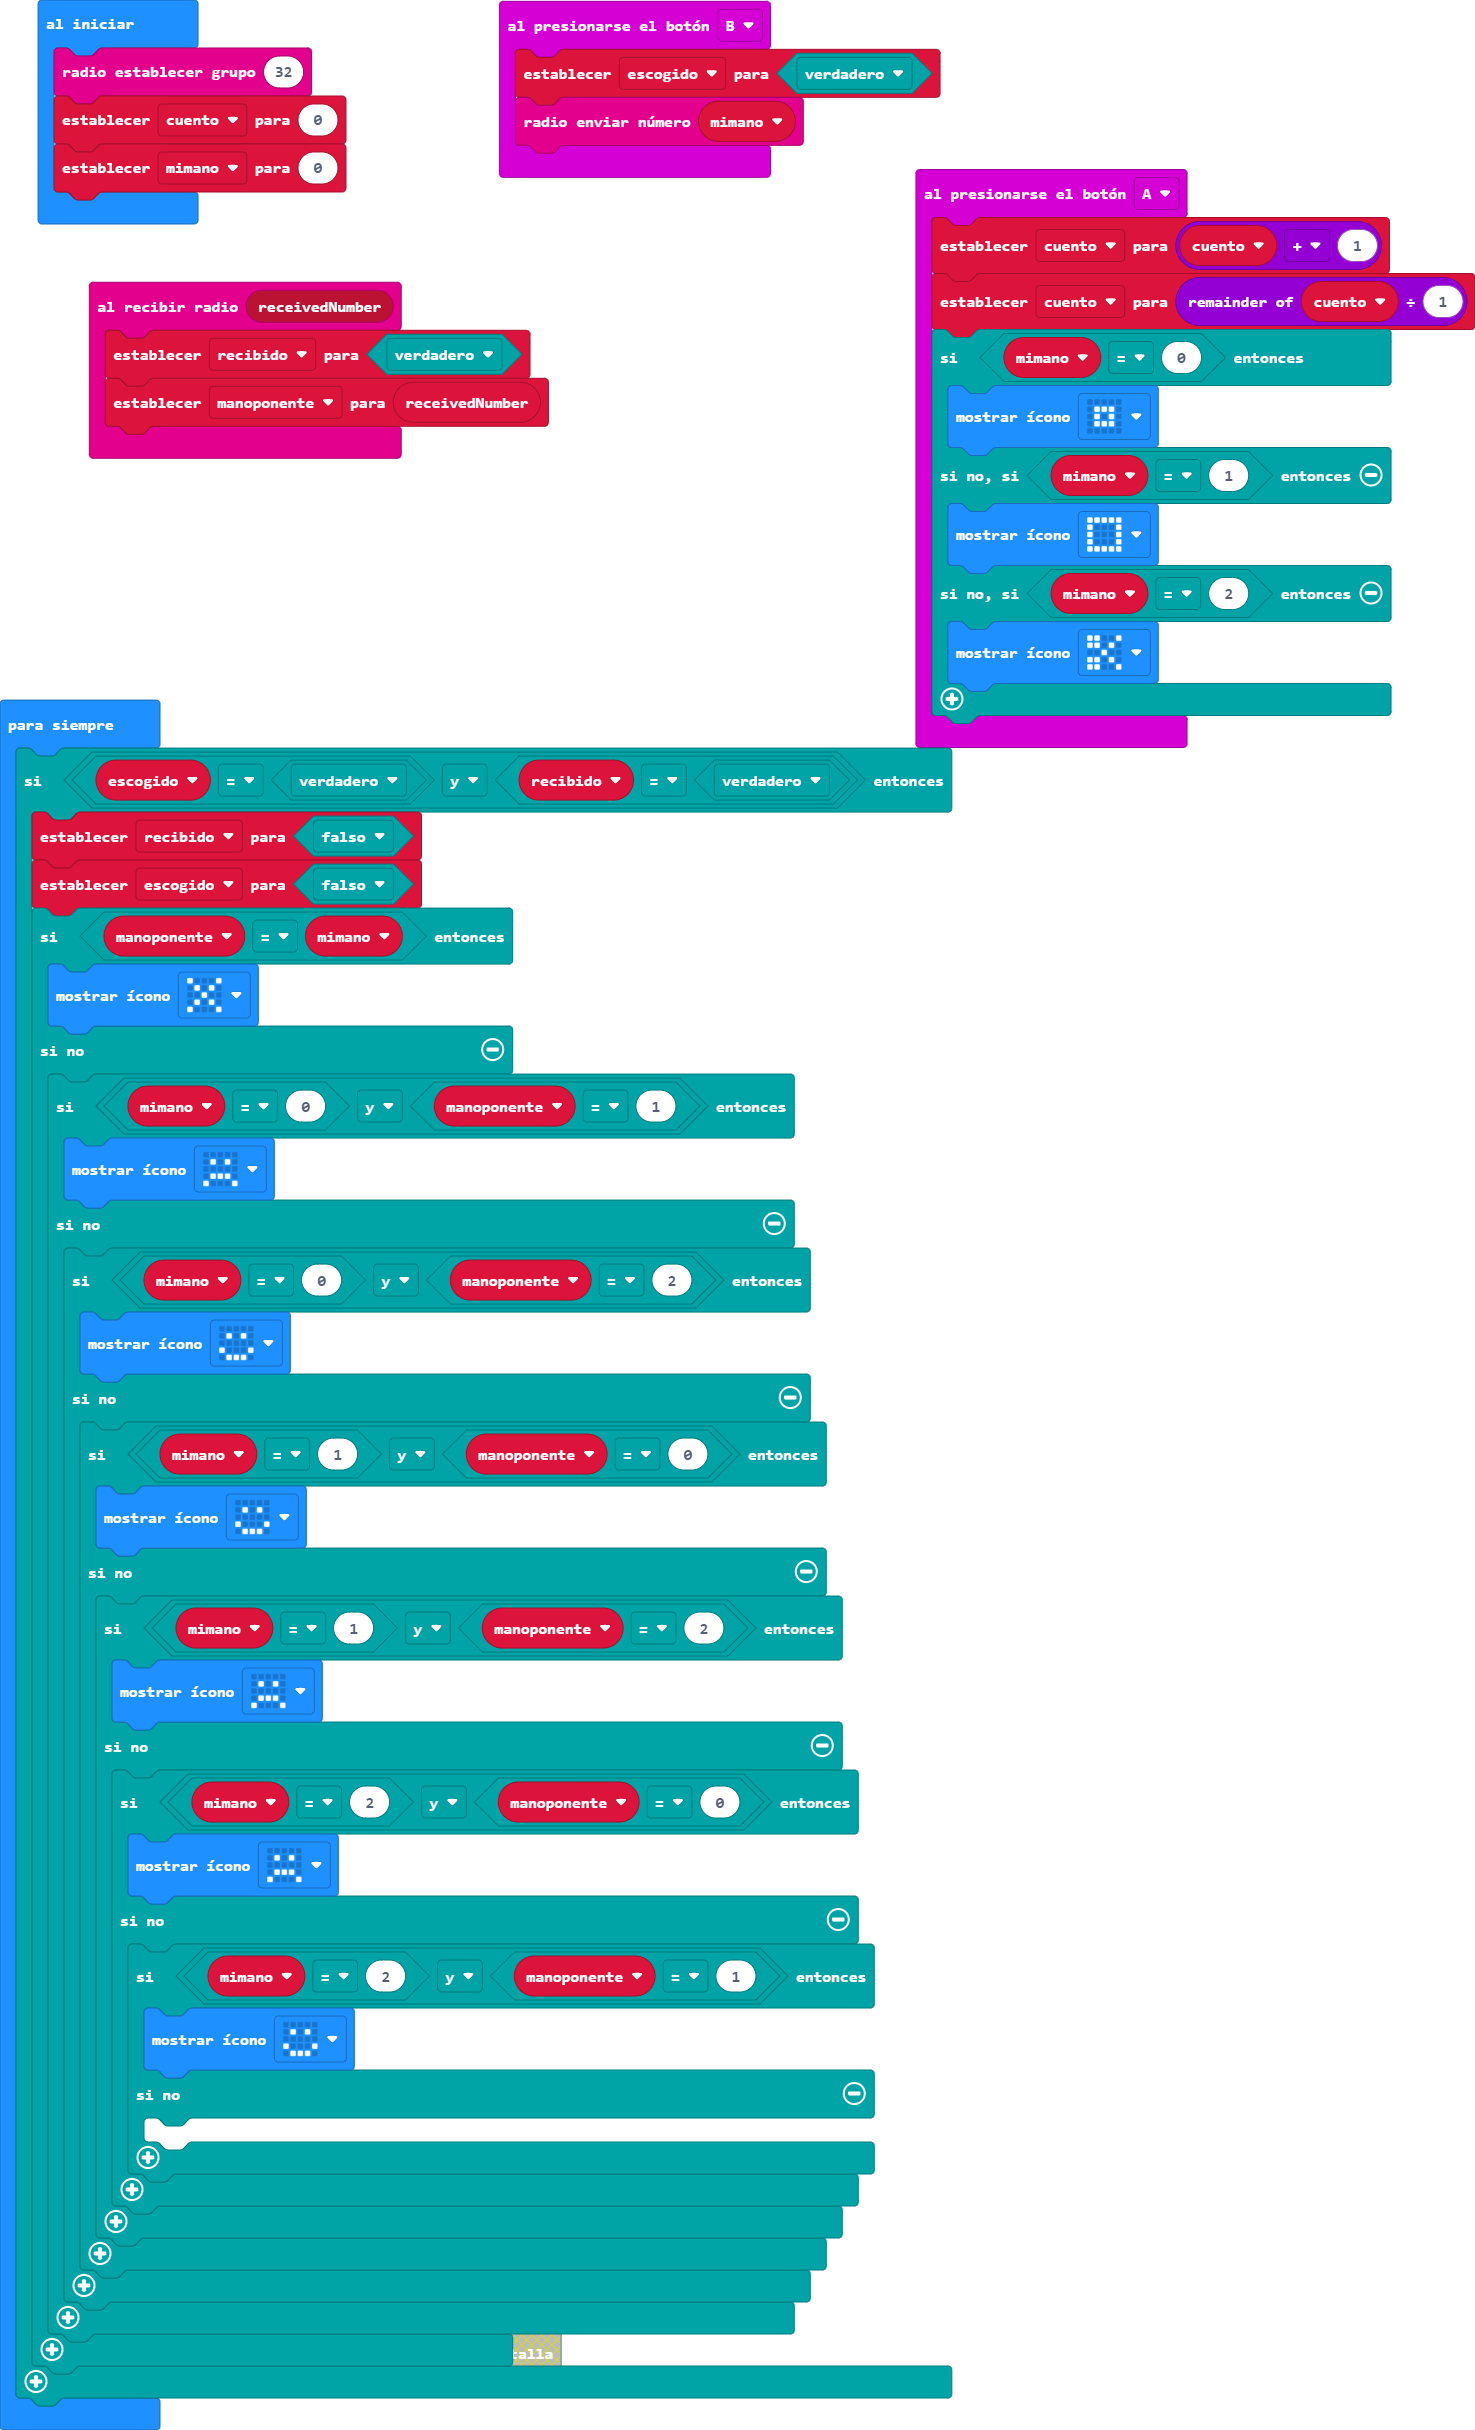 al iniciar
radio establecer grupo 32
establecer cuento para 0
establecer mimano para 0
al presionarse el botón B
establecer escogido para verdadero
radio enviar número mimano
al presionarse el botón A
establecer cuento para cuento + 1
establecer cuento para remainder of cuento ÷ 1
si mimano = 0 entonces
mostrar ícono
si no, si mimano = 1 entonces
mostrar ícono
si no, si mimano = 2 entonces
mostrar ícono
al recibir radio receivedNumber
establecer recibido para verdadero
establecer manoponente para receivedNumber
para siempre
si escogido = verdadero y recibido = verdadero entonces
establecer recibido para falso
establecer escogido para falso
si manoponente = mimano entonces
mostrar ícono
si no
si mimano = 0 y manoponente = 1 entonces
mostrar ícono
si no
si mimano = 0 y manoponente = 2 entonces
mostrar ícono
si no
si mimano = 1 y manoponente = 0 entonces
mostrar ícono
si no
si mimano = 1 y manoponente = 2 entonces
mostrar ícono
si no
si mimano = 2 y manoponente = 0 entonces
mostrar ícono
si no
si mimano = 2 y manoponente = 1 entonces
mostrar ícono
si no